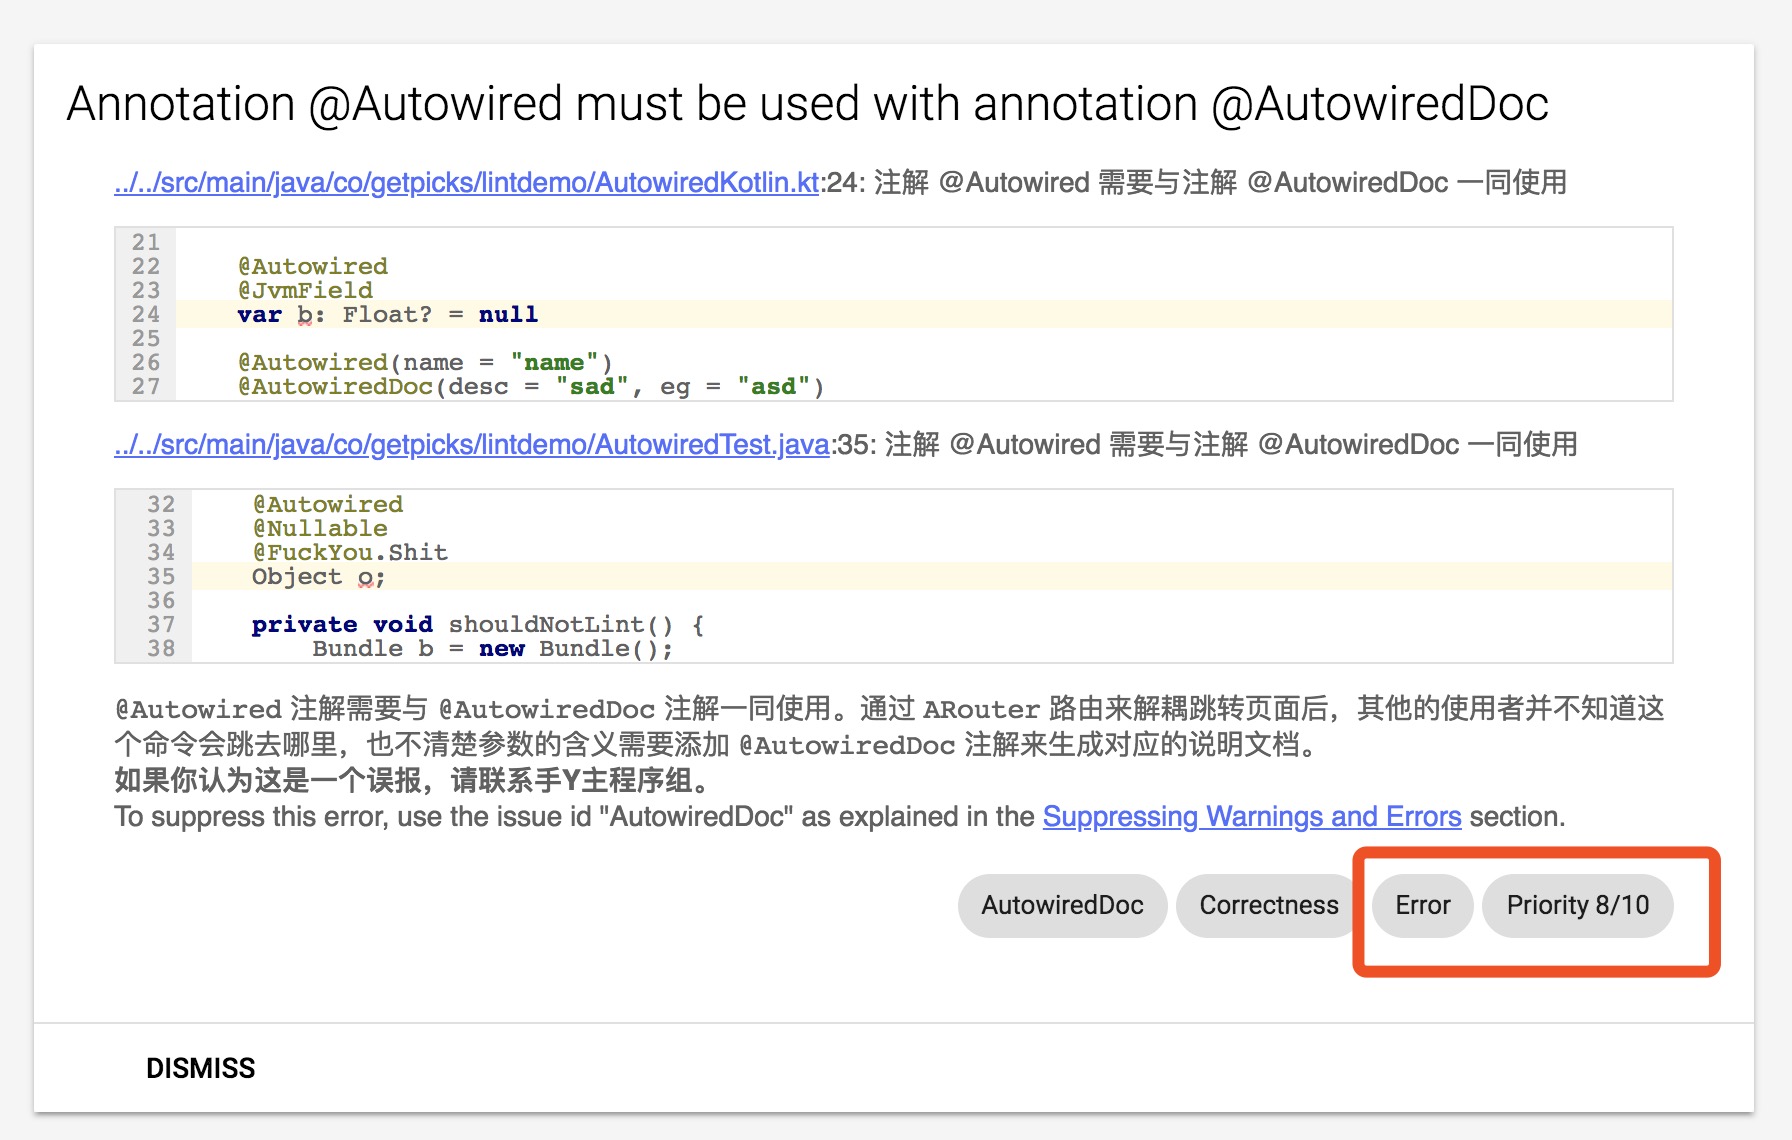 Annotation @Autowired must be used with annotation @AutowiredDoc
../../src/main/java/co/getpicks/lintdemo/AutowiredKotlin.kt:24: 注解 @Autowired 需要与注解 @AutowiredDoc 一同使用
21
22 @Autowired
23 @JvmField
24 var b: Float? = null
25
26 @Autowired(name = "name")
27 @AutowiredDoc(desc = "sad", eg = "asd")
../../src/main/java/co/getpicks/lintdemo/AutowiredTest.java:35: 注解 @Autowired 需要与注解 @AutowiredDoc 一同使用
32 @Autowired
33 @Nullable
34 @FuckYou.Shit
35 Object o;
36
37 private void shouldNotLint() {
38 Bundle b = new Bundle();
@Autowired 注解需要与 @AutowiredDoc 注解一同使用。通过 ARouter 路由来解耦跳转页面后，其他的使用者并不知道这
个命令会跳去哪里，也不清楚参数的含义需要添加 @AutowiredDoc 注解来生成对应的说明文档。
如果你认为这是一个误报，请联系手Y主程序组。
To suppress this error, use the issue id "AutowiredDoc" as explained in the Suppressing Warnings and Errors section.
AutowiredDoc Correctness Error Priority 8/10
DISMISS